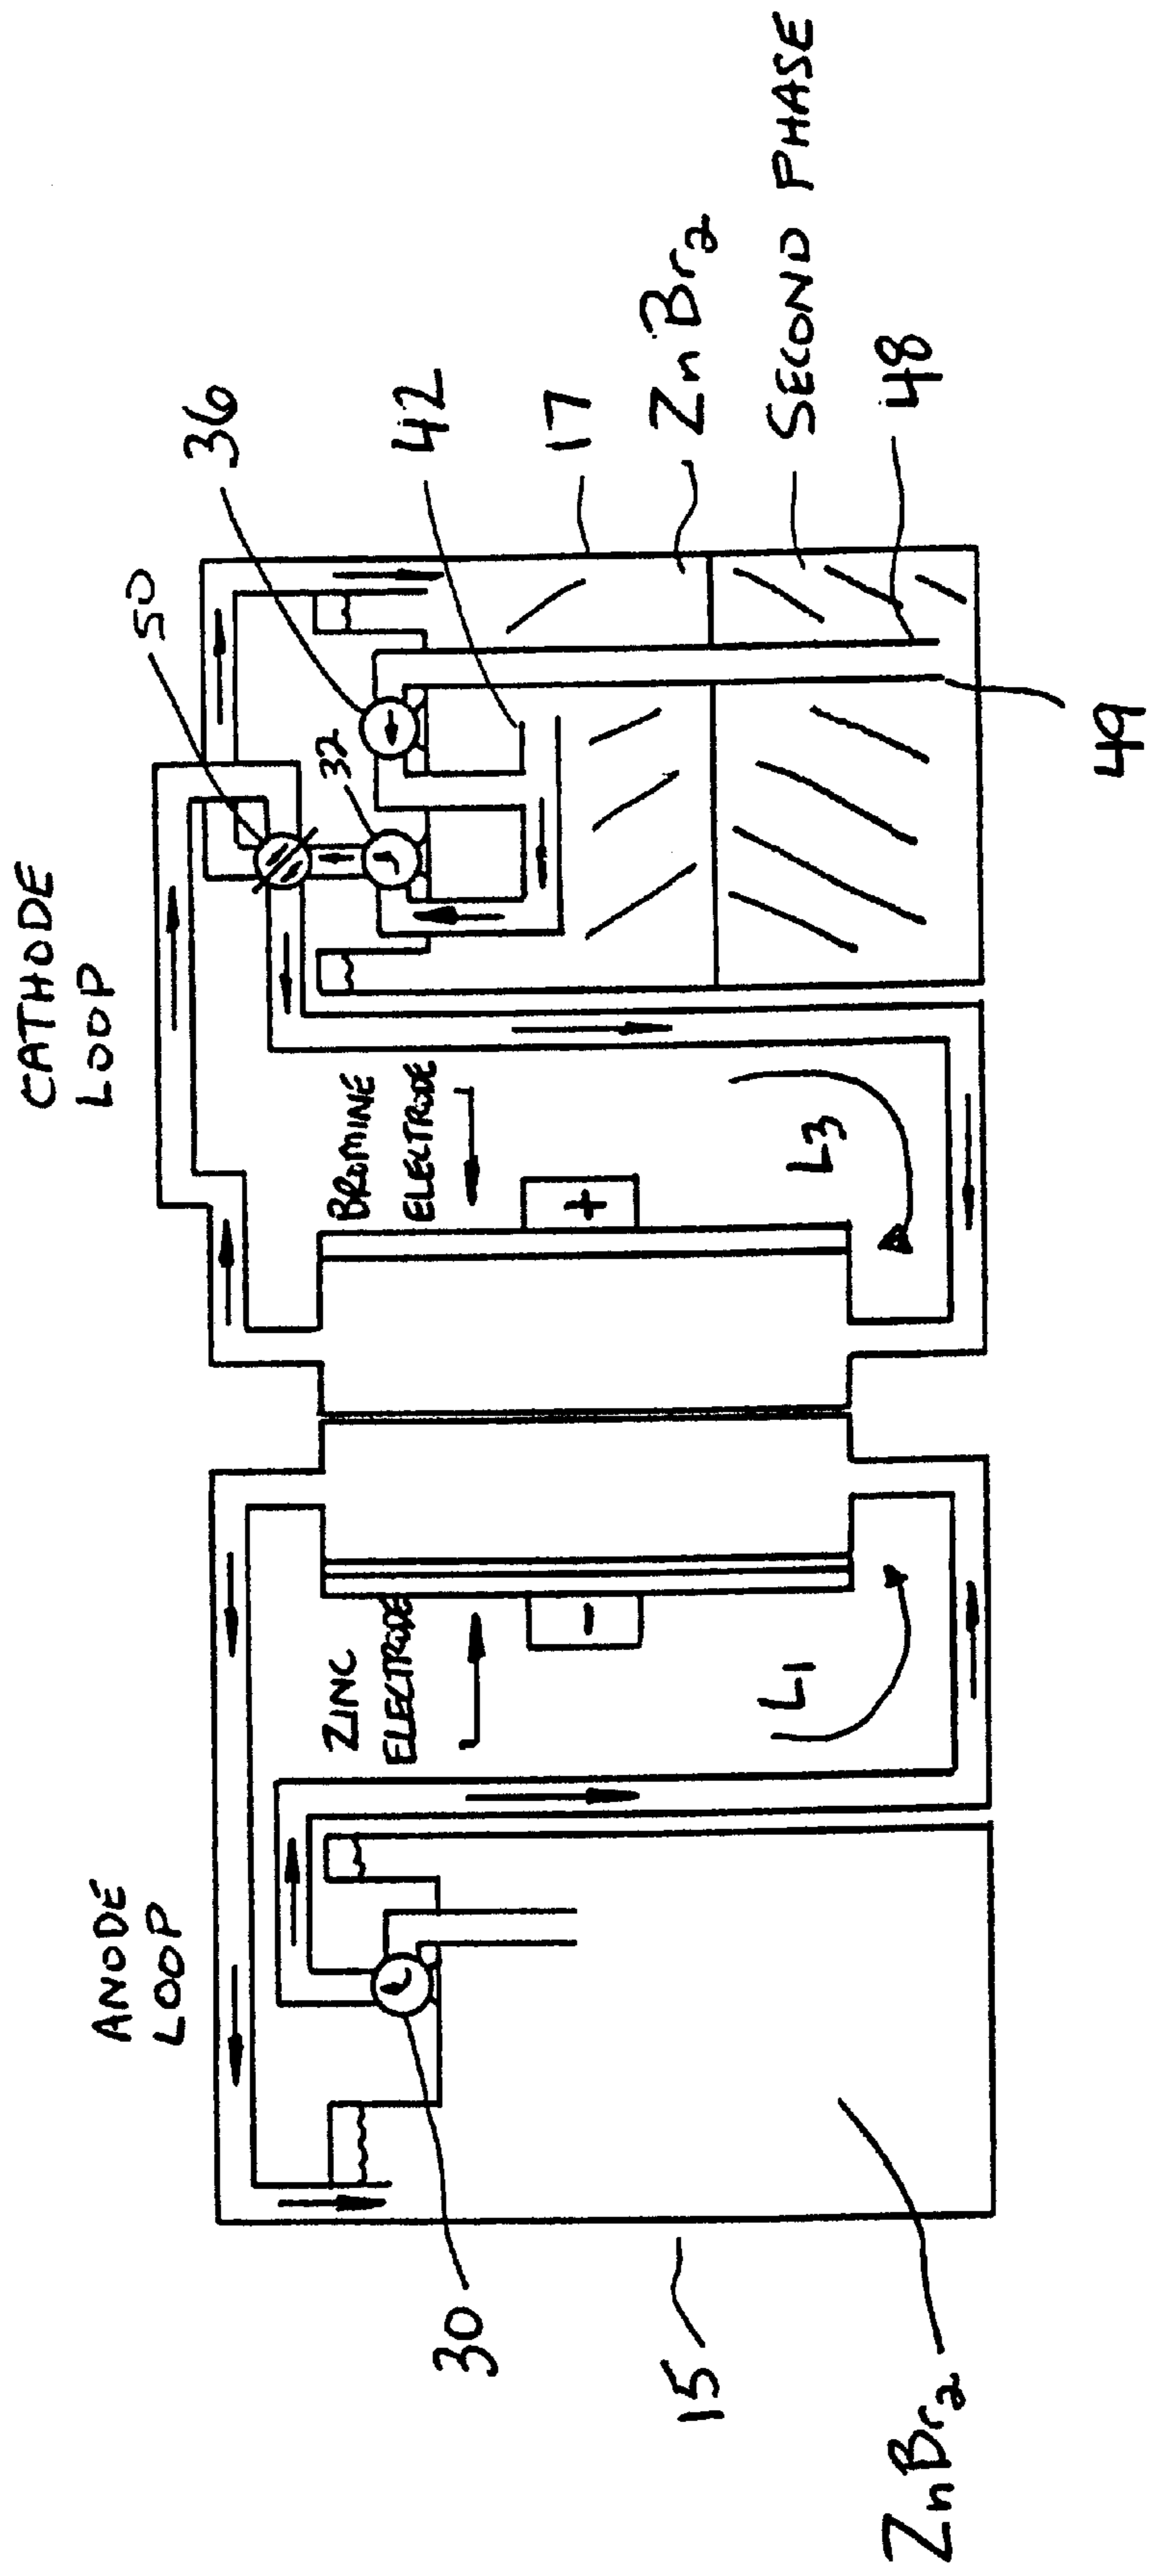 ANODE
LOOP
CATHODE
LOOP
50
36
32
42
17
ZnBr2
SECOND PHASE
48
49
BROMINE
ELECTRODE
+
L3
ZINC
ELECTRODE
-
L1
30
15
ZnBr2